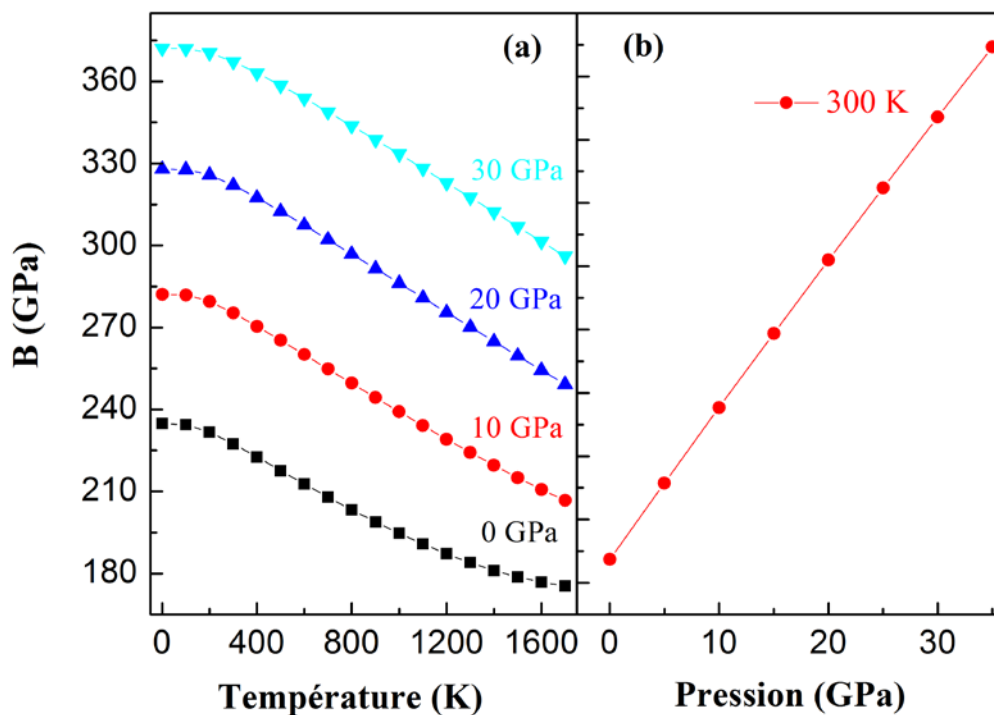 (a)
(b)
B (GPa)
360
330
300
270
240
210
180
30 GPa
20 GPa
10 GPa
0 GPa
300 K
0 400 800 1200 1600
0 10 20 30
Température (K)
Pression (GPa)